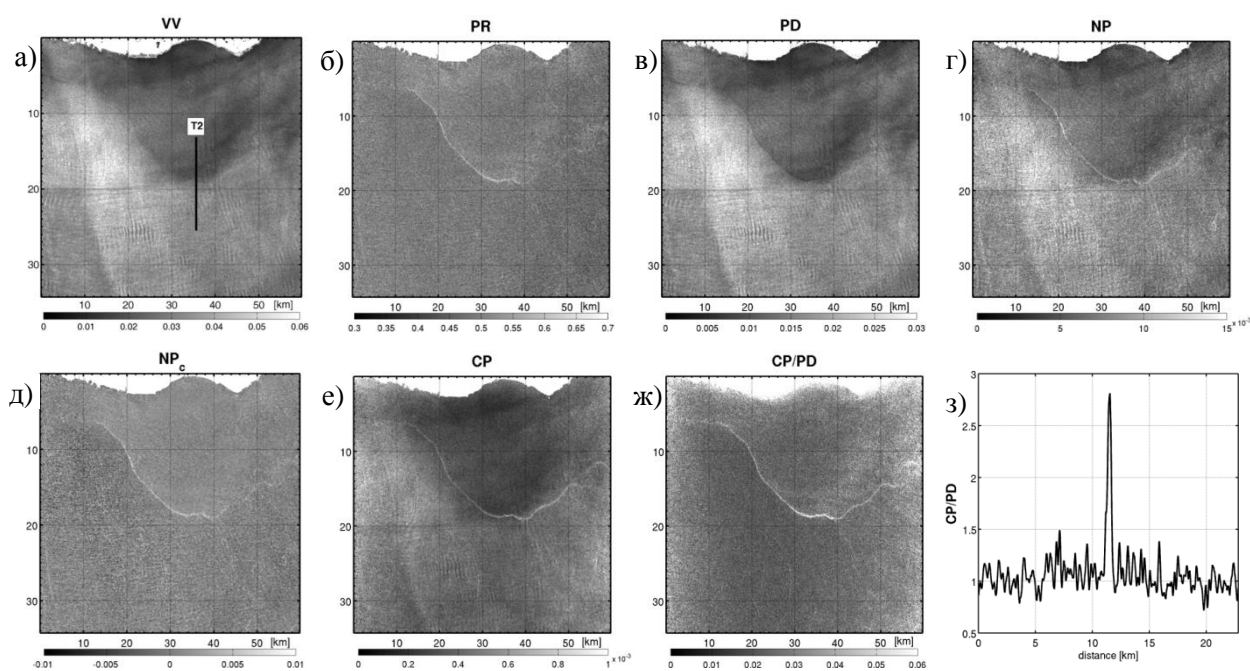 VV
а)
T2
10
20
30
10 20 30 40 50 [km]
0 0.01 0.02 0.03 0.04 0.05 0.06
PR
б)
10
20
30
10 20 30 40 50 [km]
0.3 0.35 0.4 0.45 0.5 0.55 0.6 0.65 0.7
PD
в)
10
20
30
10 20 30 40 50 [km]
0 0.005 0.01 0.015 0.02 0.025 0.03
NP
г)
10
20
30
10 20 30 40 50 [km]
0 5 10 15 x 10⁻³
NPc
д)
10
20
30
10 20 30 40 50 [km]
-0.01 -0.005 0 0.005 0.01
CP
е)
10
20
30
10 20 30 40 50 [km]
0 0.2 0.4 0.6 0.8 1 x 10⁻³
CP/PD
ж)
10
20
30
10 20 30 40 50 [km]
0 0.01 0.02 0.03 0.04 0.05 0.06
з)
CP/PD
3
2.5
2
1.5
1
0.5
0 5 10 15 20
distance [km]